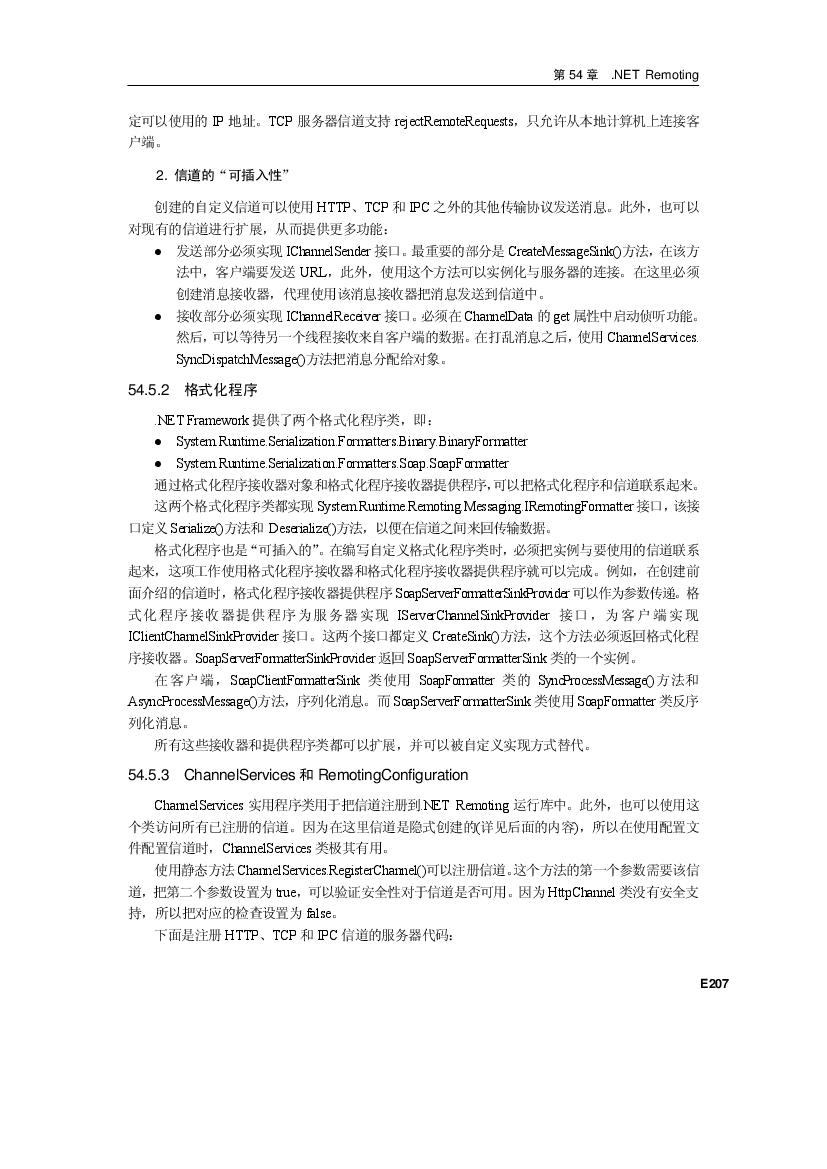 第 54 章 .NET Remoting
定可以使用的 IP 地址。TCP 服务器信道支持 rejectRemoteRequests，只允许从本地计算机上连接客
户端。
2. 信道的“可插入性”
创建的自定义信道可以使用 HTTP、TCP 和 IPC 之外的其他传输协议发送消息。此外，也可以
对现有的信道进行扩展，从而提供更多功能：
● 发送部分必须实现 IChannelSender 接口。最重要的部分是 CreateMessageSink()方法，在该方
法中，客户端要发送 URL，此外，使用这个方法可以实例化与服务器的连接。在这里必须
创建消息接收器，代理使用该消息接收器把消息发送到信道中。
● 接收部分必须实现 IChannelReceiver 接口。必须在 ChannelData 的 get 属性中启动侦听功能。
然后，可以等待另一个线程接收来自客户端的数据。在打乱消息之后，使用 ChannelServices.
SyncDispatchMessage()方法把消息分配给对象。
54.5.2 格式化程序
.NET Framework 提供了两个格式化程序类，即：
● System.Runtime.Serialization.Formatters.Binary.BinaryFormatter
● System.Runtime.Serialization.Formatters.Soap.SoapFormatter
通过格式化程序接收器对象和格式化程序接收器提供程序，可以把格式化程序和信道联系起来。
这两个格式化程序类都实现 System.Runtime.Remoting.Messaging.IRemotingFormatter 接口，该接
口定义 Serialize()方法和 Deserialize()方法，以便在信道之间来回传输数据。
格式化程序也是“可插入的”。在编写自定义格式化程序类时，必须把实例与要使用的信道联系
起来，这项工作使用格式化程序接收器和格式化程序接收器提供程序就可以完成。例如，在创建前
面介绍的信道时，格式化程序接收器提供程序 SoapServerFormatterSinkProvider 可以作为参数传递。格
式化程序接收器提供程序为服务器实现 IServerChannelSinkProvider 接口，为客户端实现
IClientChannelSinkProvider 接口。这两个接口都定义 CreateSink()方法，这个方法必须返回格式化程
序接收器。SoapServerFormatterSinkProvider 返回 SoapServerFormatterSink 类的一个实例。
在客户端，SoapClientFormatterSink 类使用 SoapFormatter 类的 SyncProcessMessage()方法和
AsyncProcessMessage()方法，序列化消息。而 SoapServerFormatterSink 类使用 SoapFormatter 类反序
列化消息。
所有这些接收器和提供程序类都可以扩展，并可以被自定义实现方式替代。
54.5.3 ChannelServices 和 RemotingConfiguration
ChannelServices 实用程序类用于把信道注册到.NET Remoting 运行库中。此外，也可以使用这
个类访问所有已注册的信道。因为在这里信道是隐式创建的(详见后面的内容)，所以在使用配置文
件配置信道时，ChannelServices 类极其有用。
使用静态方法 ChannelServices.RegisterChannel()可以注册信道。这个方法的第一个参数需要该信
道，把第二个参数设置为 true，可以验证安全性对于信道是否可用。因为 HttpChannel 类没有安全支
持，所以把对应的检查设置为 false。
下面是注册 HTTP、TCP 和 IPC 信道的服务器代码：
E207